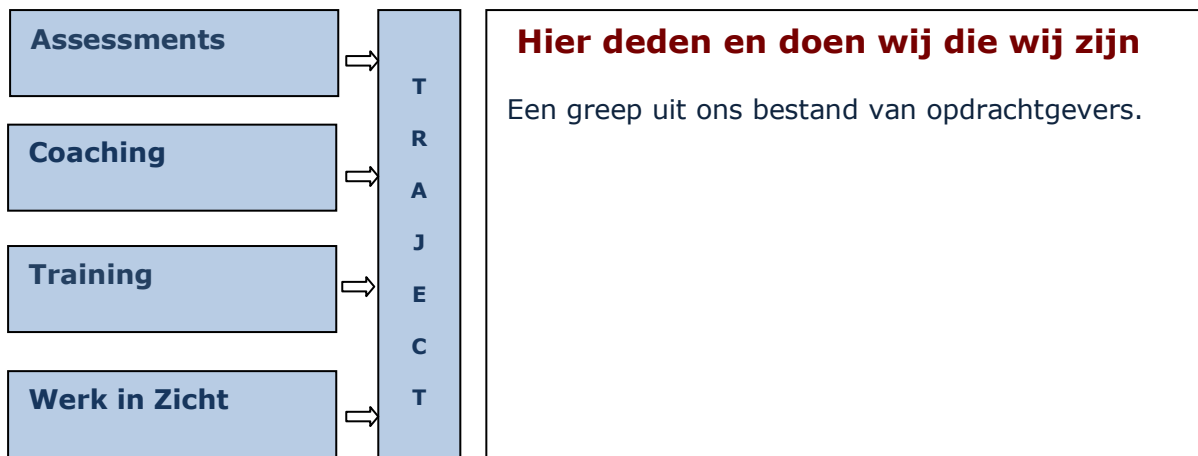 Assessments
Coaching
Training
Werk in Zicht
T
R
A
J
E
C
T
Hier deden en doen wij die wij zijn
Een greep uit ons bestand van opdrachtgevers.